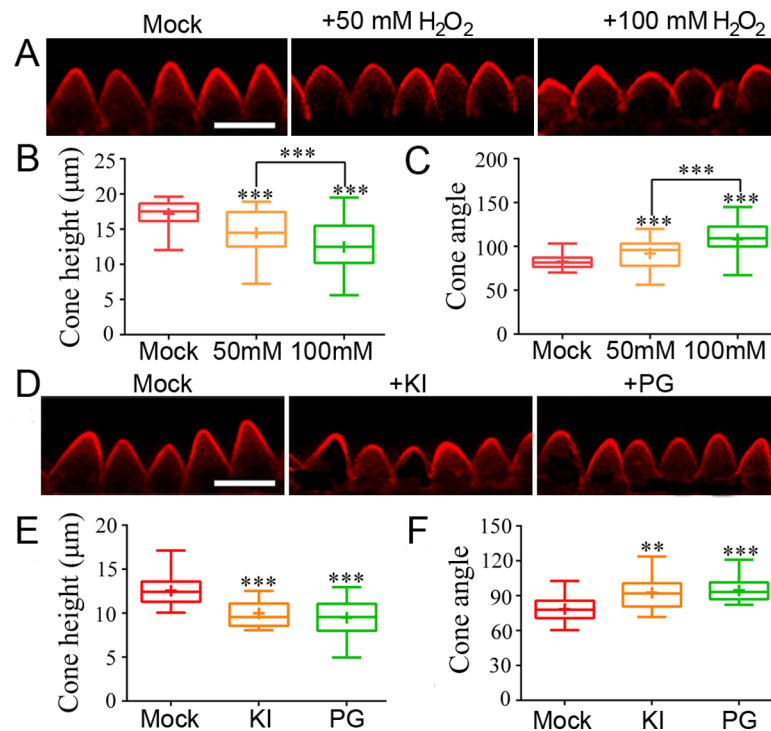 A
Mock
+50 mM H₂O₂
+100 mM H₂O₂
B
Cone height (μm)
25
20
15
10
5
0
***
***
***
Mock
50mM
100mM
C
Cone angle
200
150
100
50
0
***
***
***
Mock
50mM
100mM
D
Mock
+KI
+PG
E
Cone height (μm)
20
15
10
5
0
***
***
Mock
KI
PG
F
Cone angle
150
120
90
60
30
0
**
***
Mock
KI
PG